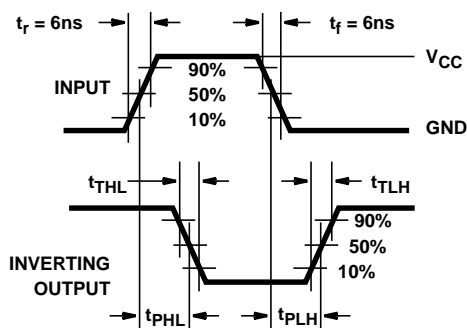 tr = 6ns
tf = 6ns
VCC
90%
INPUT
50%
10%
GND
tTHL
tTLH
90%
50%
INVERTING
10%
OUTPUT
tPHL
tPLH